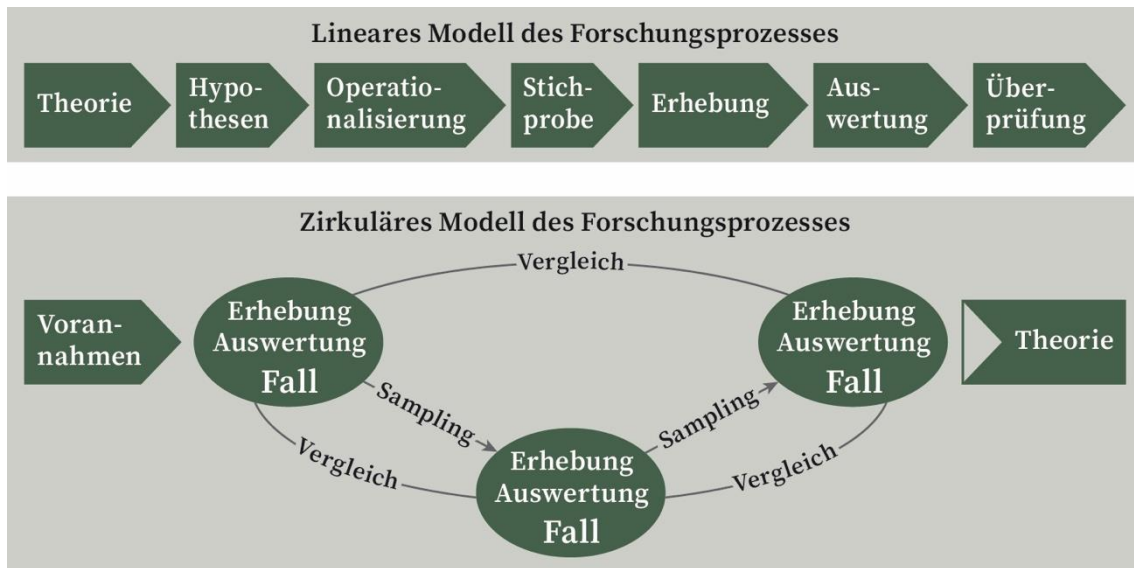 Lineares Modell des Forschungsprozesses
Theorie
Hypo-
thesen
Operatio-
nalisierung
Stich-
probe
Erhebung
Aus-
wertung
Über-
prüfung
Zirkuläres Modell des Forschungsprozesses
Vergleich
Voran-
nahmen
Erhebung
Auswertung
Fall
Erhebung
Auswertung
Fall
Theorie
Sampling
Sampling
Vergleich
Vergleich
Erhebung
Auswertung
Fall